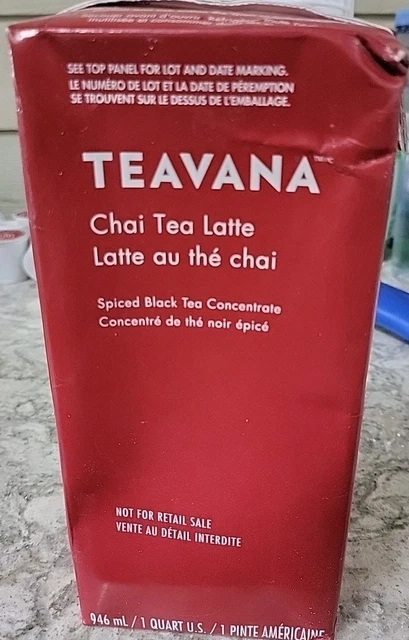 SEE TOP PANEL FOR LOT AND DATE MARKING.
LE NUMÉRO DE LOT ET LA DATE DE PÉREMPTION
SE TROUVENT SUR LE DESSUS DE L'EMBALLAGE.
TEAVANA
Chai Tea Latte
Latte au thé chai
Spiced Black Tea Concentrate
Concentré de thé noir épicé
NOT FOR RETAIL SALE
VENTE AU DÉTAIL INTERDITE
946 mL / 1 QUART U.S. / 1 PINTE AMÉRICAINE